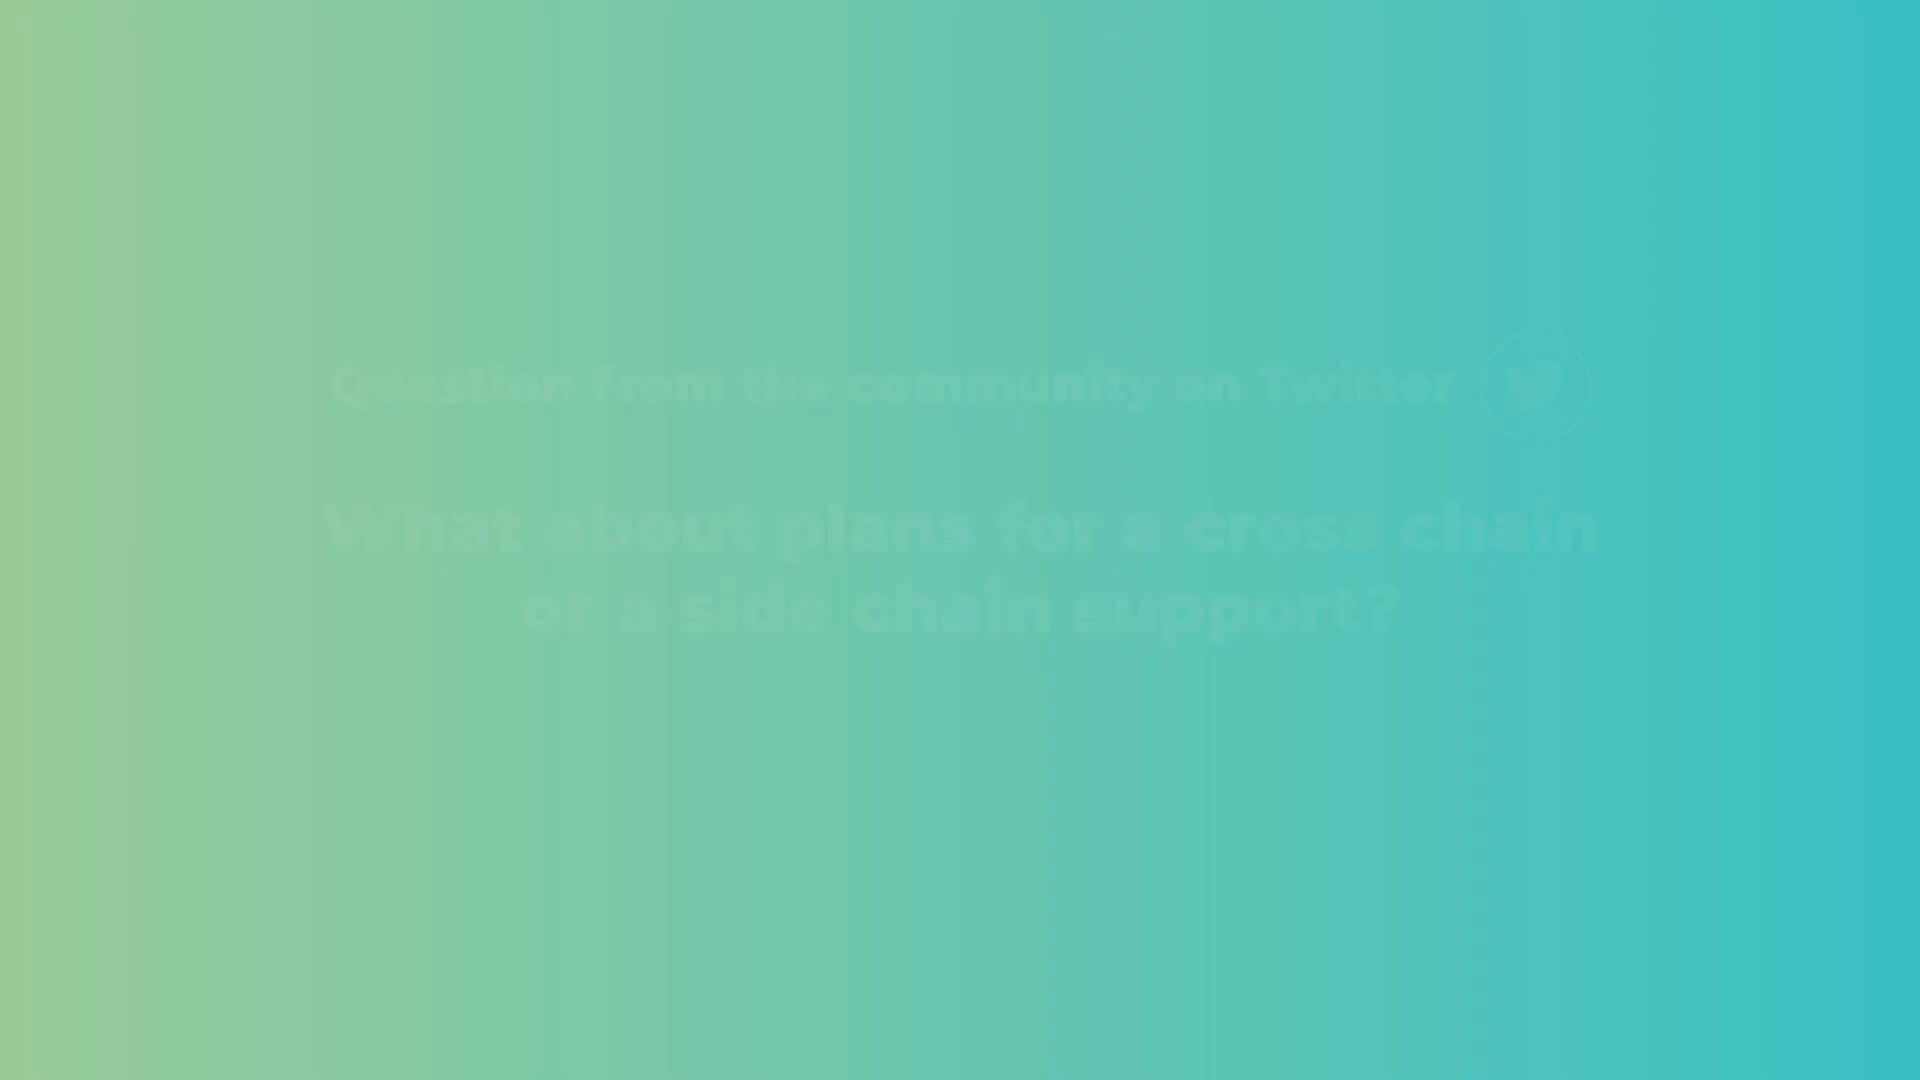 Question from the community on Twitter
What about plans for a cross chain
or a side chain support?